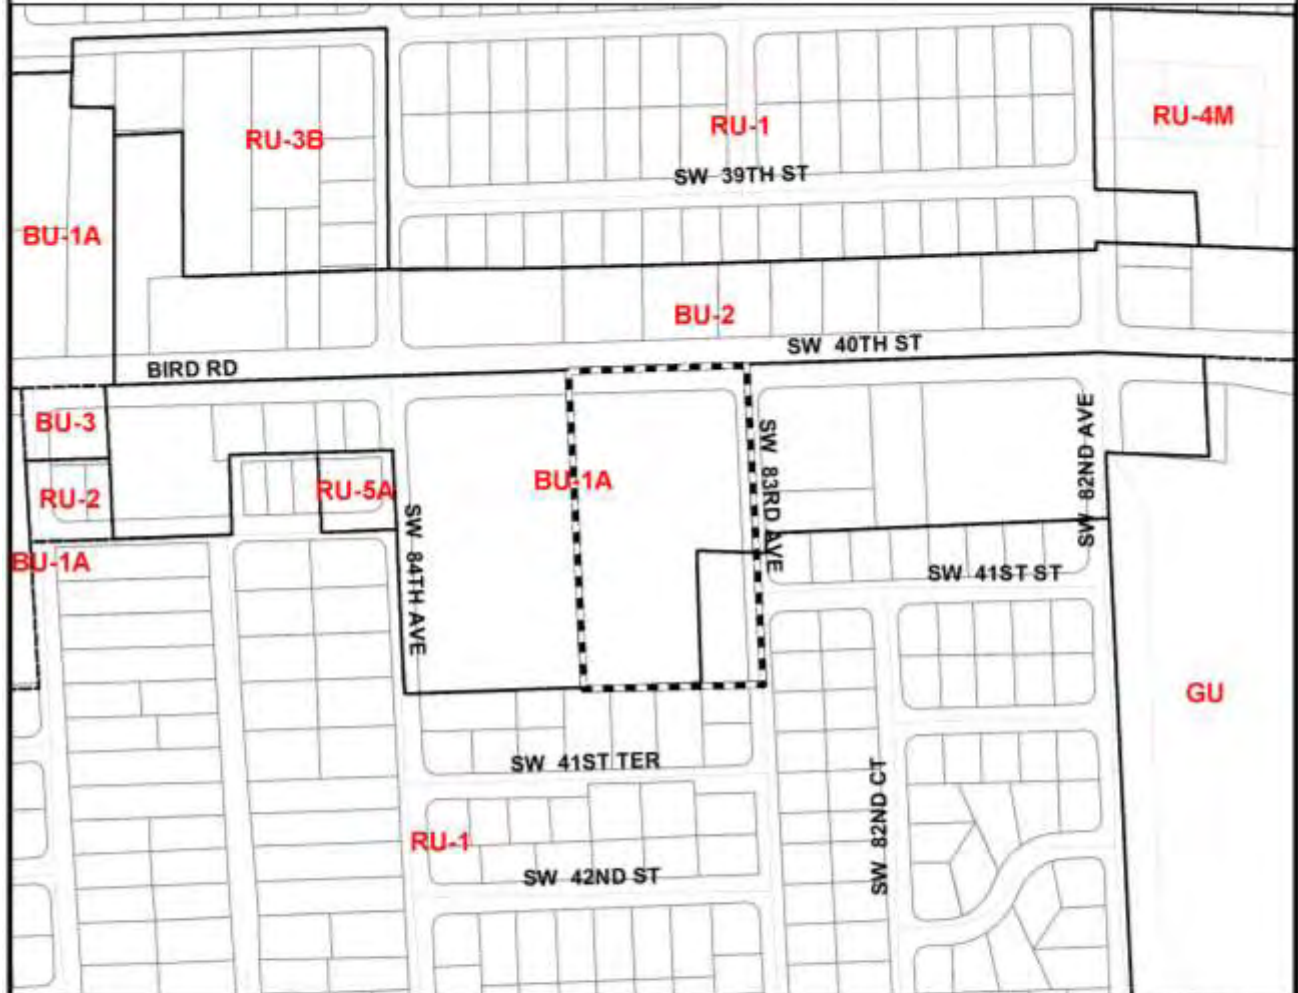 RU-4M
RU-1
RU-3B
SW 39TH ST
BU-1A
BU-2
SW 40TH ST
BIRD RD
BU-3
SW 82ND AVE
SW 83RD AVE
BU-1A
RU-5A
RU-2
SW 84TH AVE
BU-1A
SW 41ST ST
GU
SW 41ST TER
SW 82ND CT
RU-1
SW 42ND ST